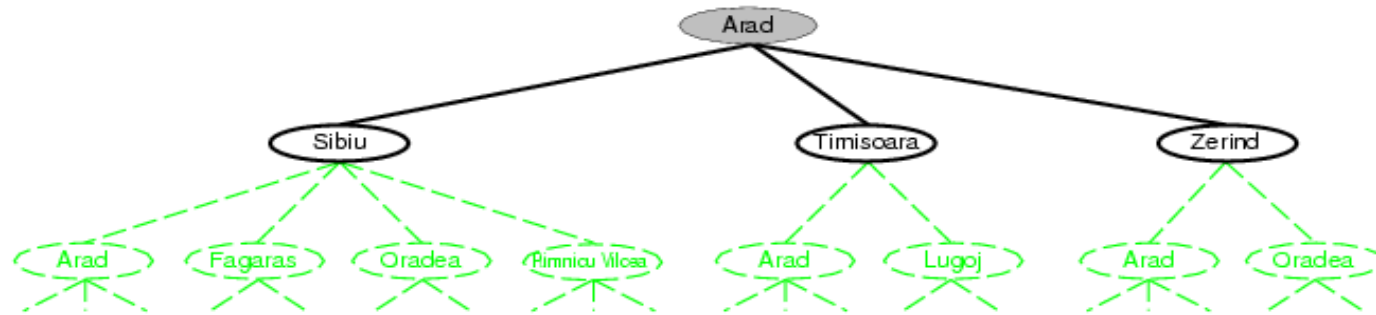 Arad
Sibiu Timisoara Zerind
Arad Fagaras Oradea Rimnicu Vilcea Arad Lugoj Arad Oradea